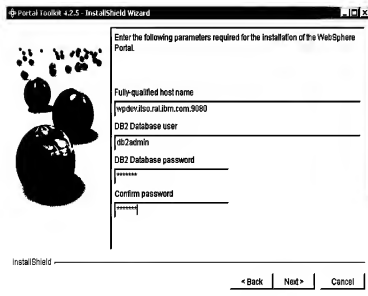 Portal Toolkit 4.2.5 - InstallShield Wizard
Enter the following parameters required for the installation of the WebSphere
Portal.
Fully-qualified host name
wpdev.itso.ral.ibm.com.9080
DB2 Database user
db2admin
DB2 Database password
*******
Confirm password
*******
InstallShield
< Back
Next >
Cancel